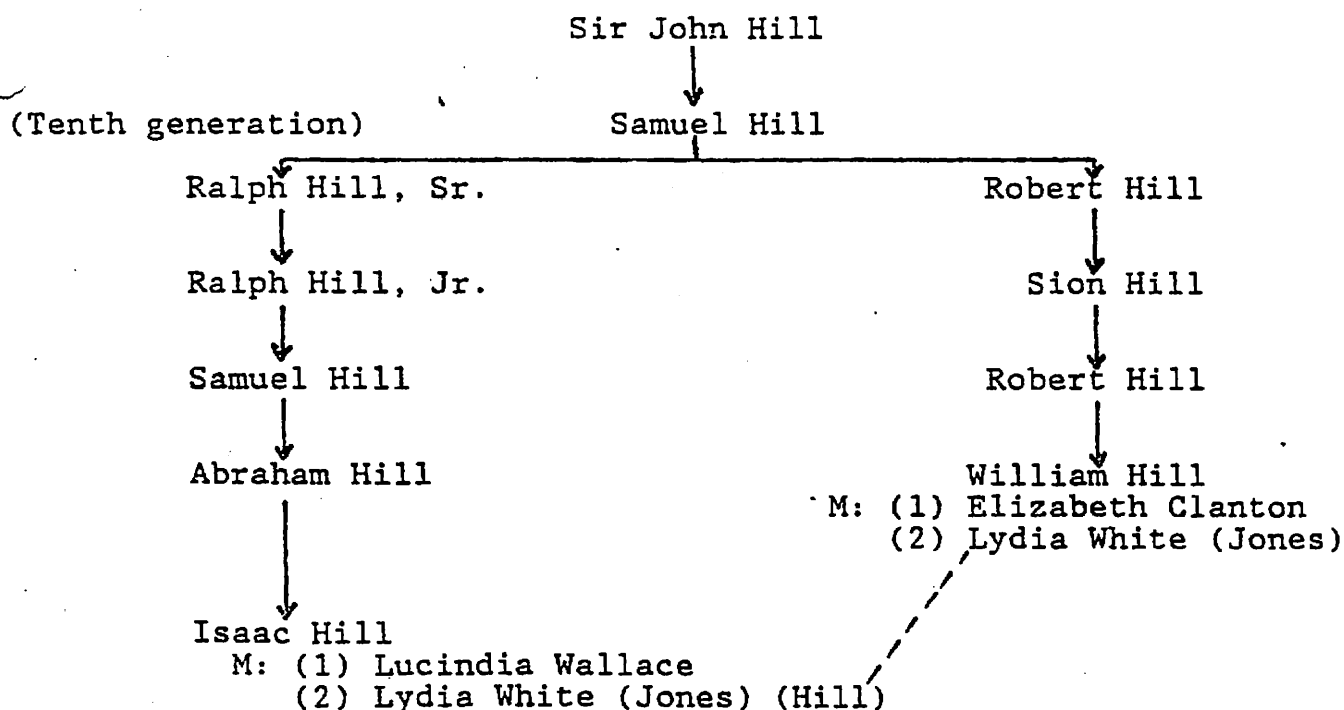 Sir John Hill
(Tenth generation) Samuel Hill
Ralph Hill, Sr. Robert Hill
Ralph Hill, Jr. Sion Hill
Samuel Hill Robert Hill
Abraham Hill William Hill
M: (1) Elizabeth Clanton
(2) Lydia White (Jones)
Isaac Hill
M: (1) Lucindia Wallace
(2) Lydia White (Jones) (Hill)